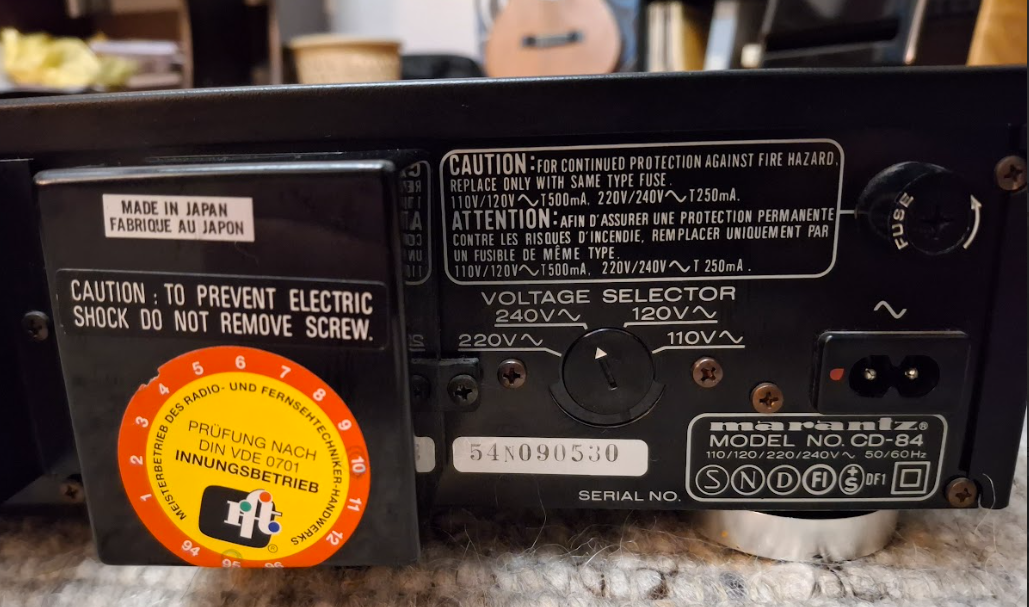 MADE IN JAPAN
FABRIQUE AU JAPON
CAUTION : TO PREVENT ELECTRIC
SHOCK DO NOT REMOVE SCREW.
1 2 3 4 5 6 7 8 9 10 11 12
MEISTERBETRIEB DES RADIO- UND FERNSEHTECHNIKER-HANDWERKS
PRÜFUNG NACH
DIN VDE 0701
INNUNGSBETRIEB
rft
®
94 95 96
CAUTION: FOR CONTINUED PROTECTION AGAINST FIRE HAZARD.
REPLACE ONLY WITH SAME TYPE FUSE.
110V/120V~T500mA, 220V/240V~T250mA.
ATTENTION: AFIN D'ASSURER UNE PROTECTION PERMANENTE
CONTRE LES RISQUES D'INCENDIE, REMPLACER UNIQUEMENT PAR
UN FUSIBLE DE MÊME TYPE.
110V/120V~T500mA, 220V/240V~T 250mA.
FUSE
VOLTAGE SELECTOR
240V~ 120V~
220V~ 110V~
~
54N090530
SERIAL NO.
marantz®
MODEL NO. CD-84
110/120/220/240V~ 50/60Hz
S N D FI S DF1